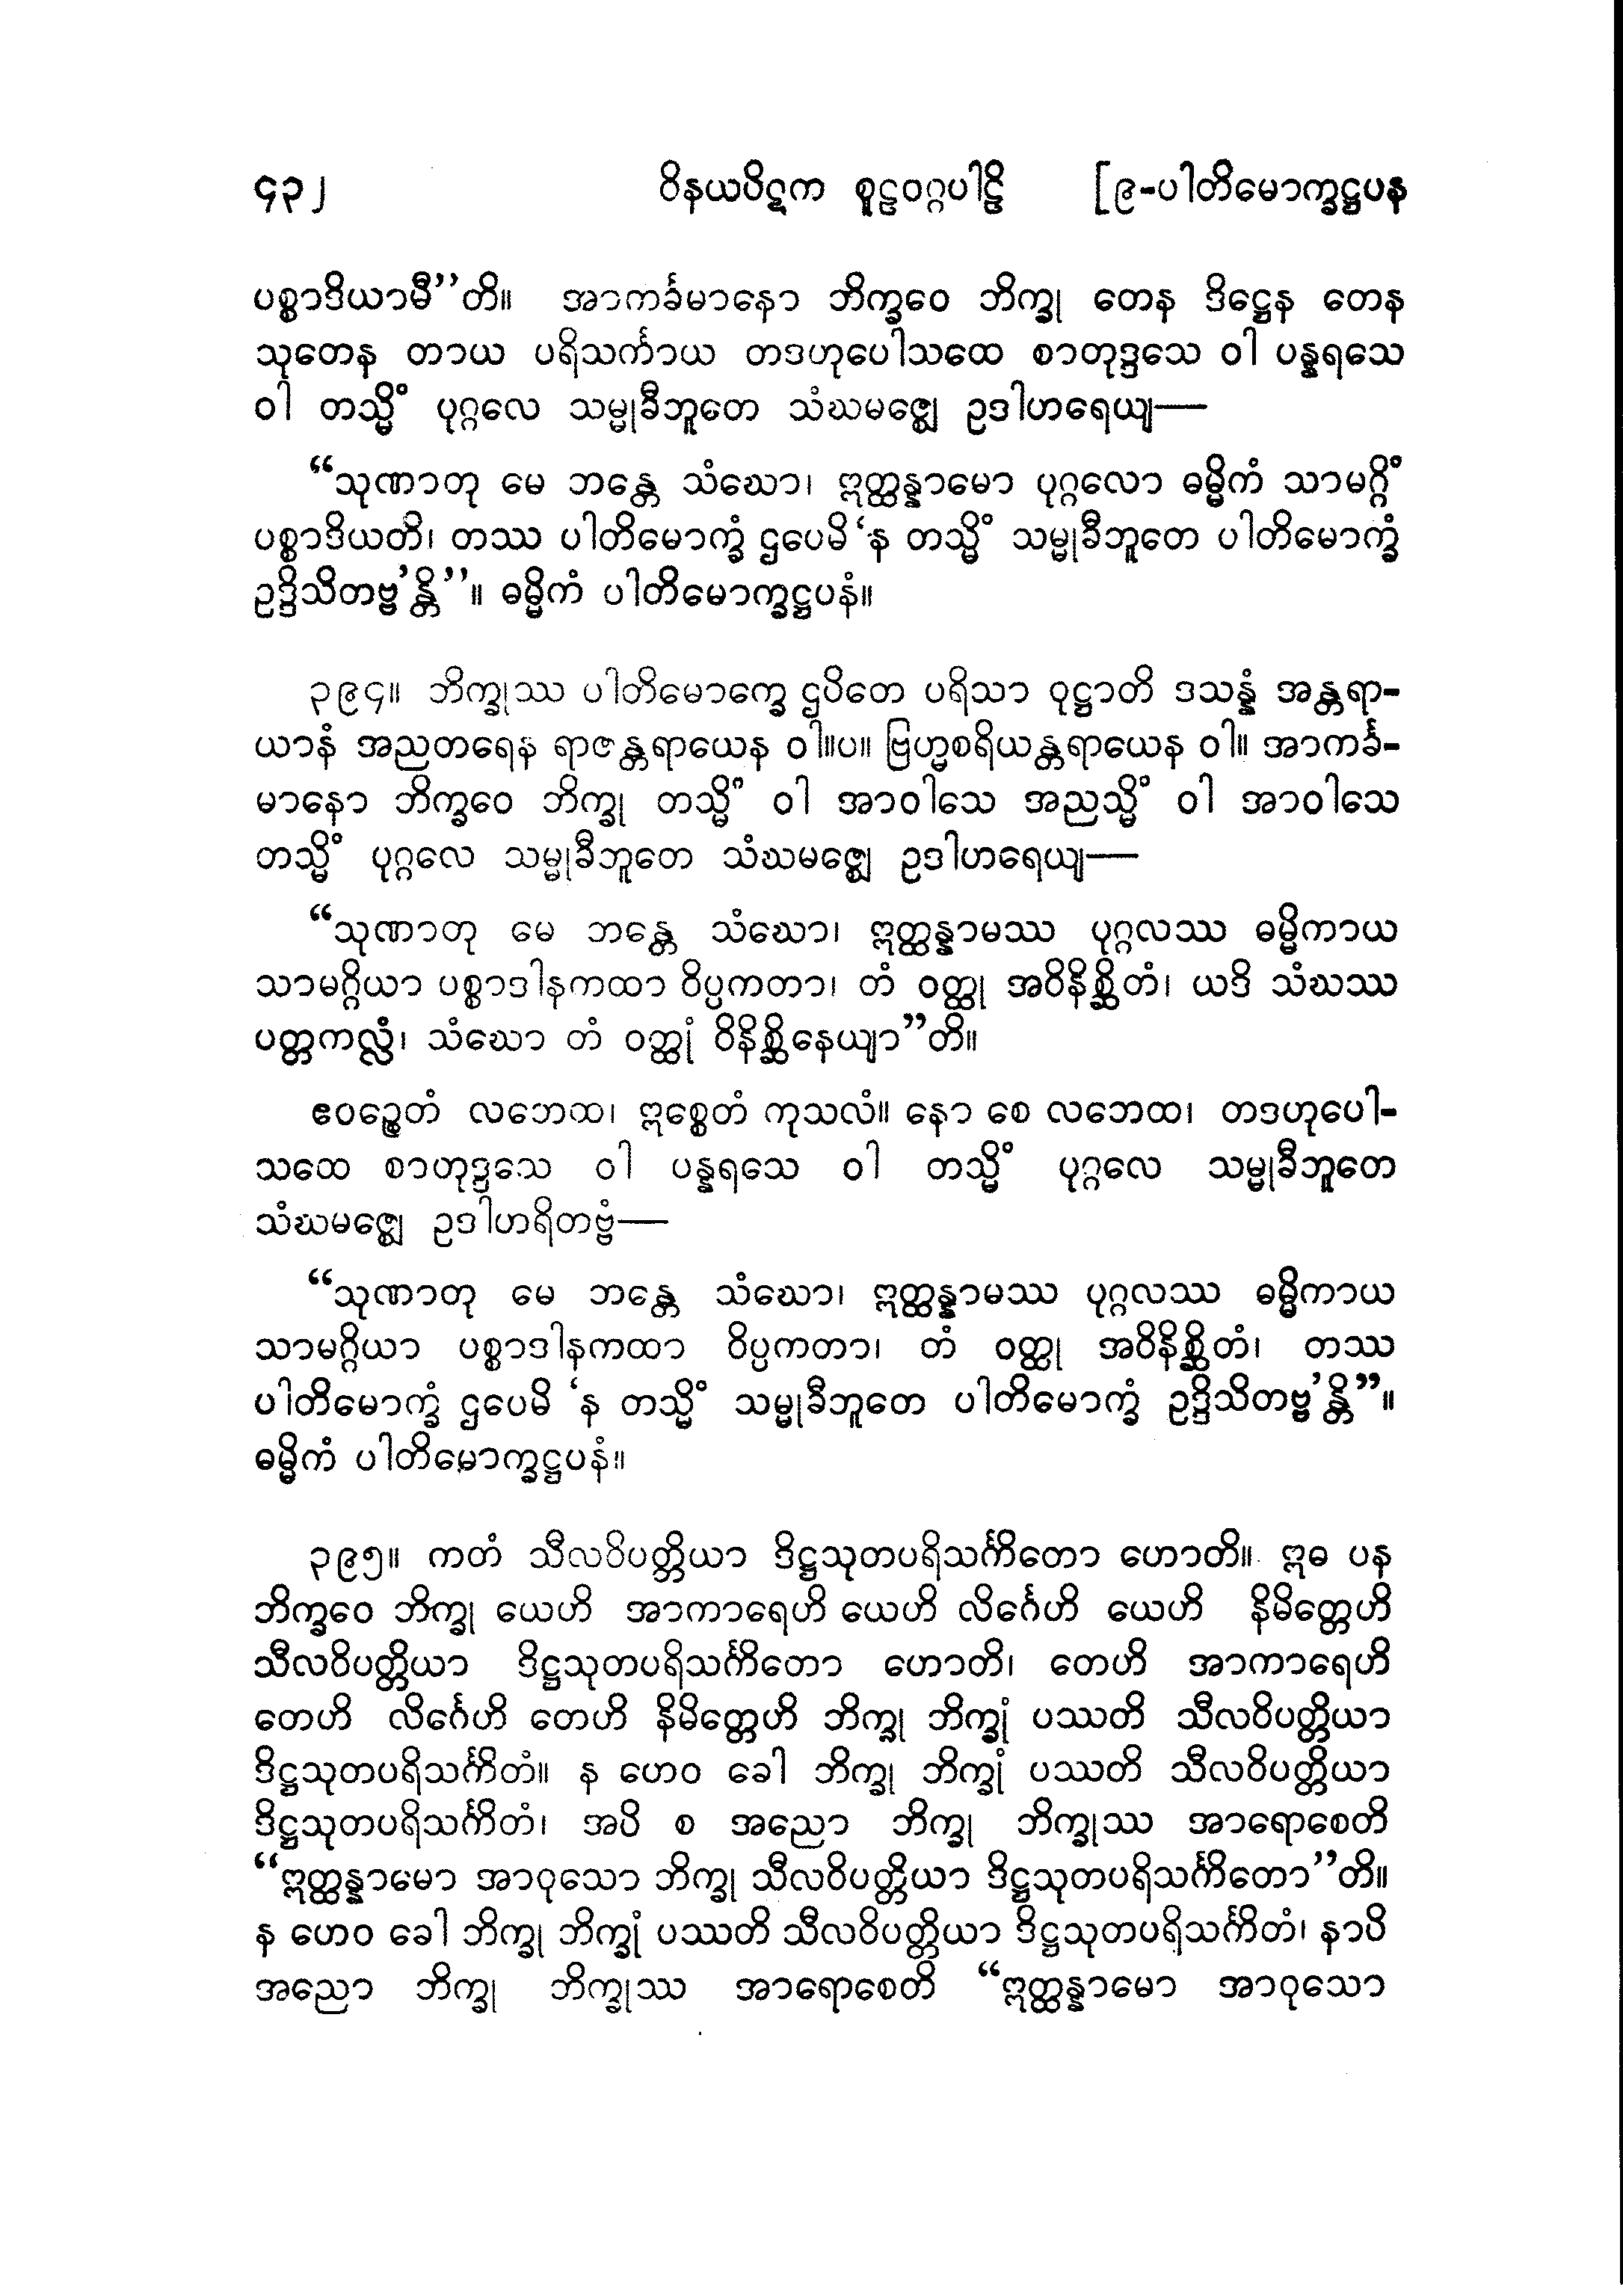 ၄၃၂ ဝိနယပိဋက စူဠဝဂ္ဂပါဠိ [၉-ပါတိမောက္ခဋ္ဌပန
ပစ္စာဒိယာမီ’’တိ။ အာကင်္ခမာနော ဘိက္ခဝေ ဘိက္ခု တေန ဒိဋ္ဌေန တေန
သုတေန တာယ ပရိသင်္ကာယ တဒဟုပေါသထေ စာတုဒ္ဒသေ ဝါ ပန္နရသေ
ဝါ တသ္မိံ ပုဂ္ဂလေ သမ္မုခီဘူတေ သံဃမဇ္ဈေ ဥဒါဟရေယျ—
“သုဏာတု မေ ဘန္တေ သံဃော၊ ဣတ္ထန္နာမော ပုဂ္ဂလော ဓမ္မိကံ သာမဂ္ဂိံ
ပစ္စာဒိယတိ၊ တဿ ပါတိမောက္ခံ ဌပေမိ ‘န တသ္မိံ သမ္မုခီဘူတေ ပါတိမောက္ခံ
ဥဒ္ဒိသိတဗ္ဗ’န္တိ’’။ ဓမ္မိကံ ပါတိမောက္ခဋ္ဌပနံ။
၃၉၄။ ဘိက္ခုဿ ပါတိမောက္ခေ ဌပိတေ ပရိသာ ဝုဋ္ဌာတိ ဒသန္နံ အန္တရာ-
ယာနံ အညတရေန ရာဇန္တရာယေန ဝါ။ပ။ ဗြဟ္မစရိယန္တရာယေန ဝါ။ အာကင်္ခ-
မာနော ဘိက္ခဝေ ဘိက္ခု တသ္မိံ ဝါ အာဝါသေ အညသ္မိံ ဝါ အာဝါသေ
တသ္မိံ ပုဂ္ဂလေ သမ္မုခီဘူတေ သံဃမဇ္ဈေ ဥဒါဟရေယျ—
“သုဏာတု မေ ဘန္တေ သံဃော၊ ဣတ္ထန္နာမဿ ပုဂ္ဂလဿ ဓမ္မိကာယ
သာမဂ္ဂိယာ ပစ္စာဒါနကထာ ဝိပ္ပကတာ၊ တံ ဝတ္ထု အဝိနိစ္ဆိတံ၊ ယဒိ သံဃဿ
ပတ္တကလ္လံ၊ သံဃော တံ ဝတ္ထုံ ဝိနိစ္ဆိနေယျာ”တိ။
ဧဝဉ္စေတံ လဘေထ၊ ဣစ္စေတံ ကုသလံ။ နော စေ လဘေထ၊ တဒဟုပေါ-
သထေ စာတုဒ္ဒသေ ဝါ ပန္နရသေ ဝါ တသ္မိံ ပုဂ္ဂလေ သမ္မုခီဘူတေ
သံဃမဇ္ဈေ ဥဒါဟရိတဗ္ဗံ—
“သုဏာတု မေ ဘန္တေ သံဃော၊ ဣတ္ထန္နာမဿ ပုဂ္ဂလဿ ဓမ္မိကာယ
သာမဂ္ဂိယာ ပစ္စာဒါနကထာ ဝိပ္ပကတာ၊ တံ ဝတ္ထု အဝိနိစ္ဆိတံ၊ တဿ
ပါတိမောက္ခံ ဌပေမိ ‘န တသ္မိံ သမ္မုခီဘူတေ ပါတိမောက္ခံ ဥဒ္ဒိသိတဗ္ဗ’န္တိ”။
ဓမ္မိကံ ပါတိမောက္ခဋ္ဌပနံ။
၃၉၅။ ကတံ သီလဝိပတ္တိယာ ဒိဋ္ဌသုတပရိသင်္ကိတော ဟောတိ။ ဣဓ ပန
ဘိက္ခဝေ ဘိက္ခု ယေဟိ အာကာရေဟိ ယေဟိ လိင်္ဂေဟိ ယေဟိ နိမိတ္တေဟိ
သီလဝိပတ္တိယာ ဒိဋ္ဌသုတပရိသင်္ကိတော ဟောတိ၊ တေဟိ အာကာရေဟိ
တေဟိ လိင်္ဂေဟိ တေဟိ နိမိတ္တေဟိ ဘိက္ခု ဘိက္ခုံ ပဿတိ သီလဝိပတ္တိယာ
ဒိဋ္ဌသုတပရိသင်္ကိတံ။ န ဟေဝ ခေါ ဘိက္ခု ဘိက္ခုံ ပဿတိ သီလဝိပတ္တိယာ
ဒိဋ္ဌသုတပရိသင်္ကိတံ၊ အပိ စ အညော ဘိက္ခု ဘိက္ခုဿ အာရောစေတိ
“ဣတ္ထန္နာမော အာဝုသော ဘိက္ခု သီလဝိပတ္တိယာ ဒိဋ္ဌသုတပရိသင်္ကိတော’’တိ။
န ဟေဝ ခေါ ဘိက္ခု ဘိက္ခုံ ပဿတိ သီလဝိပတ္တိယာ ဒိဋ္ဌသုတပရိသင်္ကိတံ၊ နာပိ
အညော ဘိက္ခု ဘိက္ခုဿ အာရောစေတိ “ဣတ္ထန္နာမော အာဝုသော